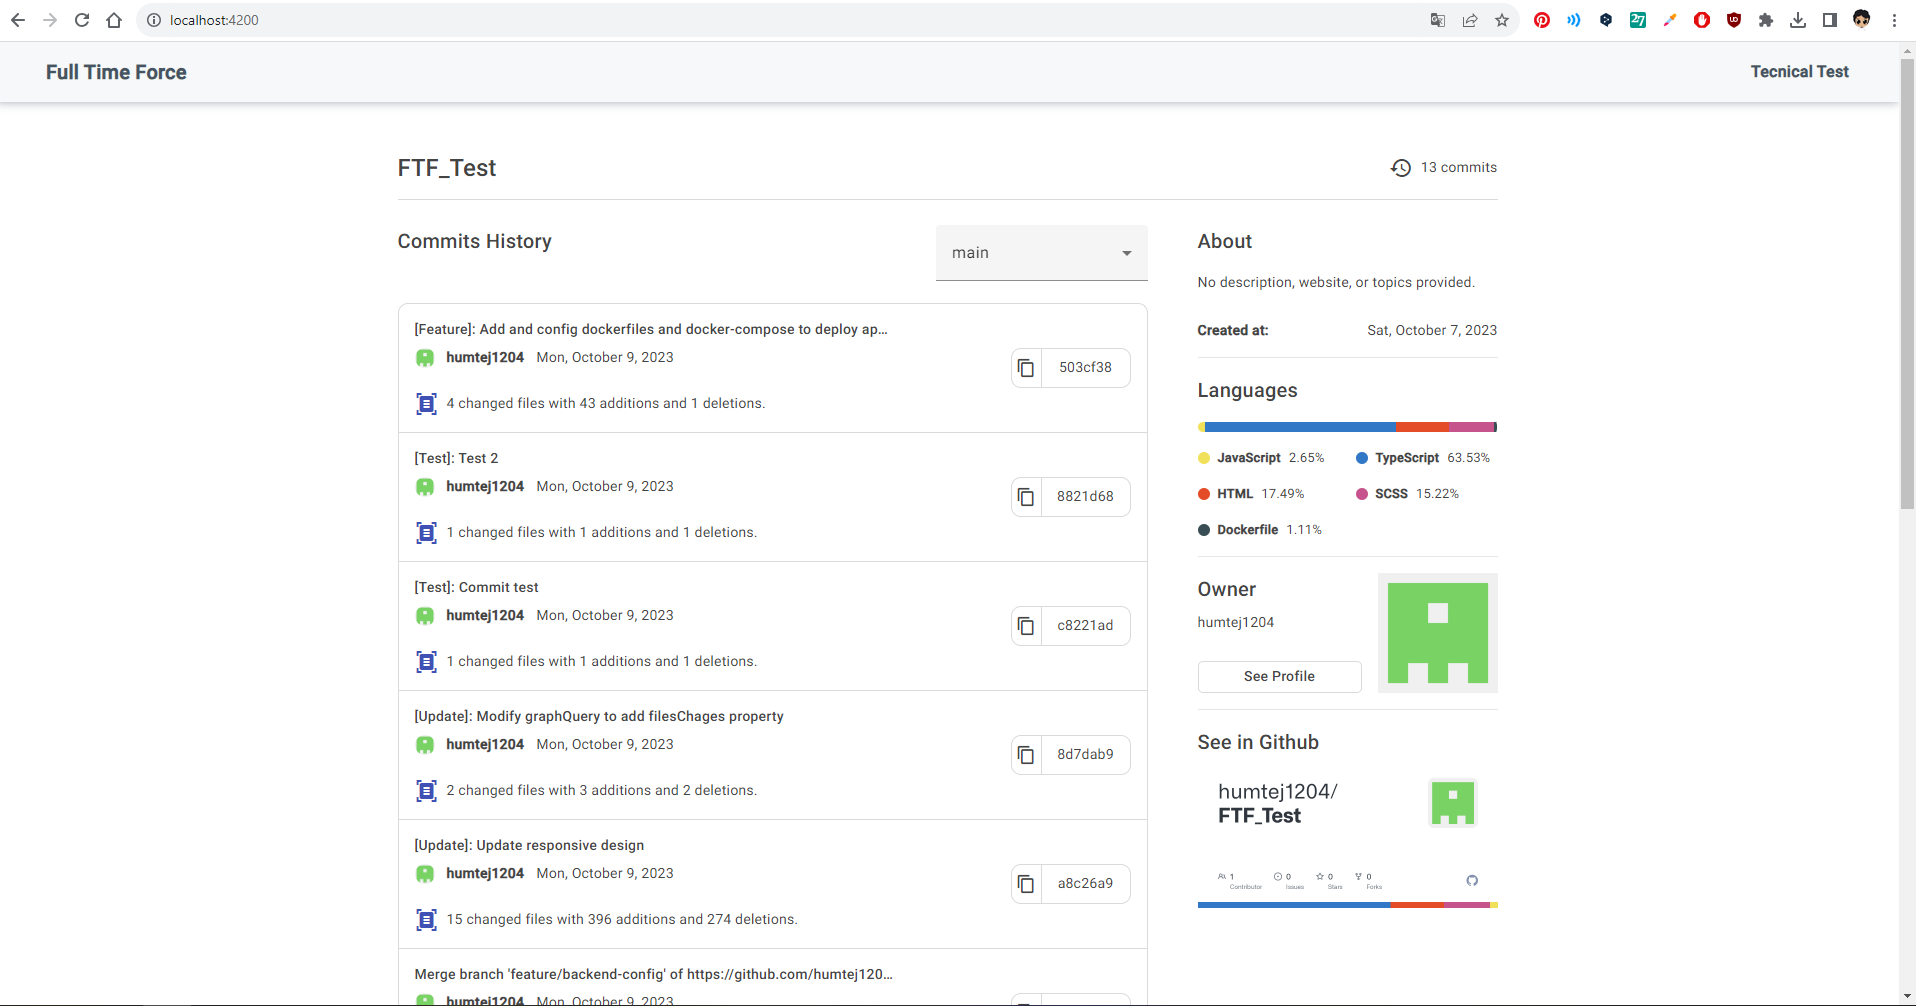 localhost:4200
Full Time Force
Tecnical Test
FTF_Test
13 commits
Commits History
main
[Feature]: Add and config dockerfiles and docker-compose to deploy ap...
humtej1204 Mon, October 9, 2023
503cf38
4 changed files with 43 additions and 1 deletions.
[Test]: Test 2
humtej1204 Mon, October 9, 2023
8821d68
1 changed files with 1 additions and 1 deletions.
[Test]: Commit test
humtej1204 Mon, October 9, 2023
c8221ad
1 changed files with 1 additions and 1 deletions.
[Update]: Modify graphQuery to add filesChages property
humtej1204 Mon, October 9, 2023
8d7dab9
2 changed files with 3 additions and 2 deletions.
[Update]: Update responsive design
humtej1204 Mon, October 9, 2023
a8c26a9
15 changed files with 396 additions and 274 deletions.
Merge branch 'feature/backend-config' of https://github.com/humtej120...
humtej1204 Mon, October 9, 2023
About
No description, website, or topics provided.
Created at: Sat, October 7, 2023
Languages
JavaScript 2.65% TypeScript 63.53%
HTML 17.49% SCSS 15.22%
Dockerfile 1.11%
Owner
humtej1204
See Profile
See in Github
humtej1204/
FTF_Test
1 0 0 0
Contributor Issues Stars Forks